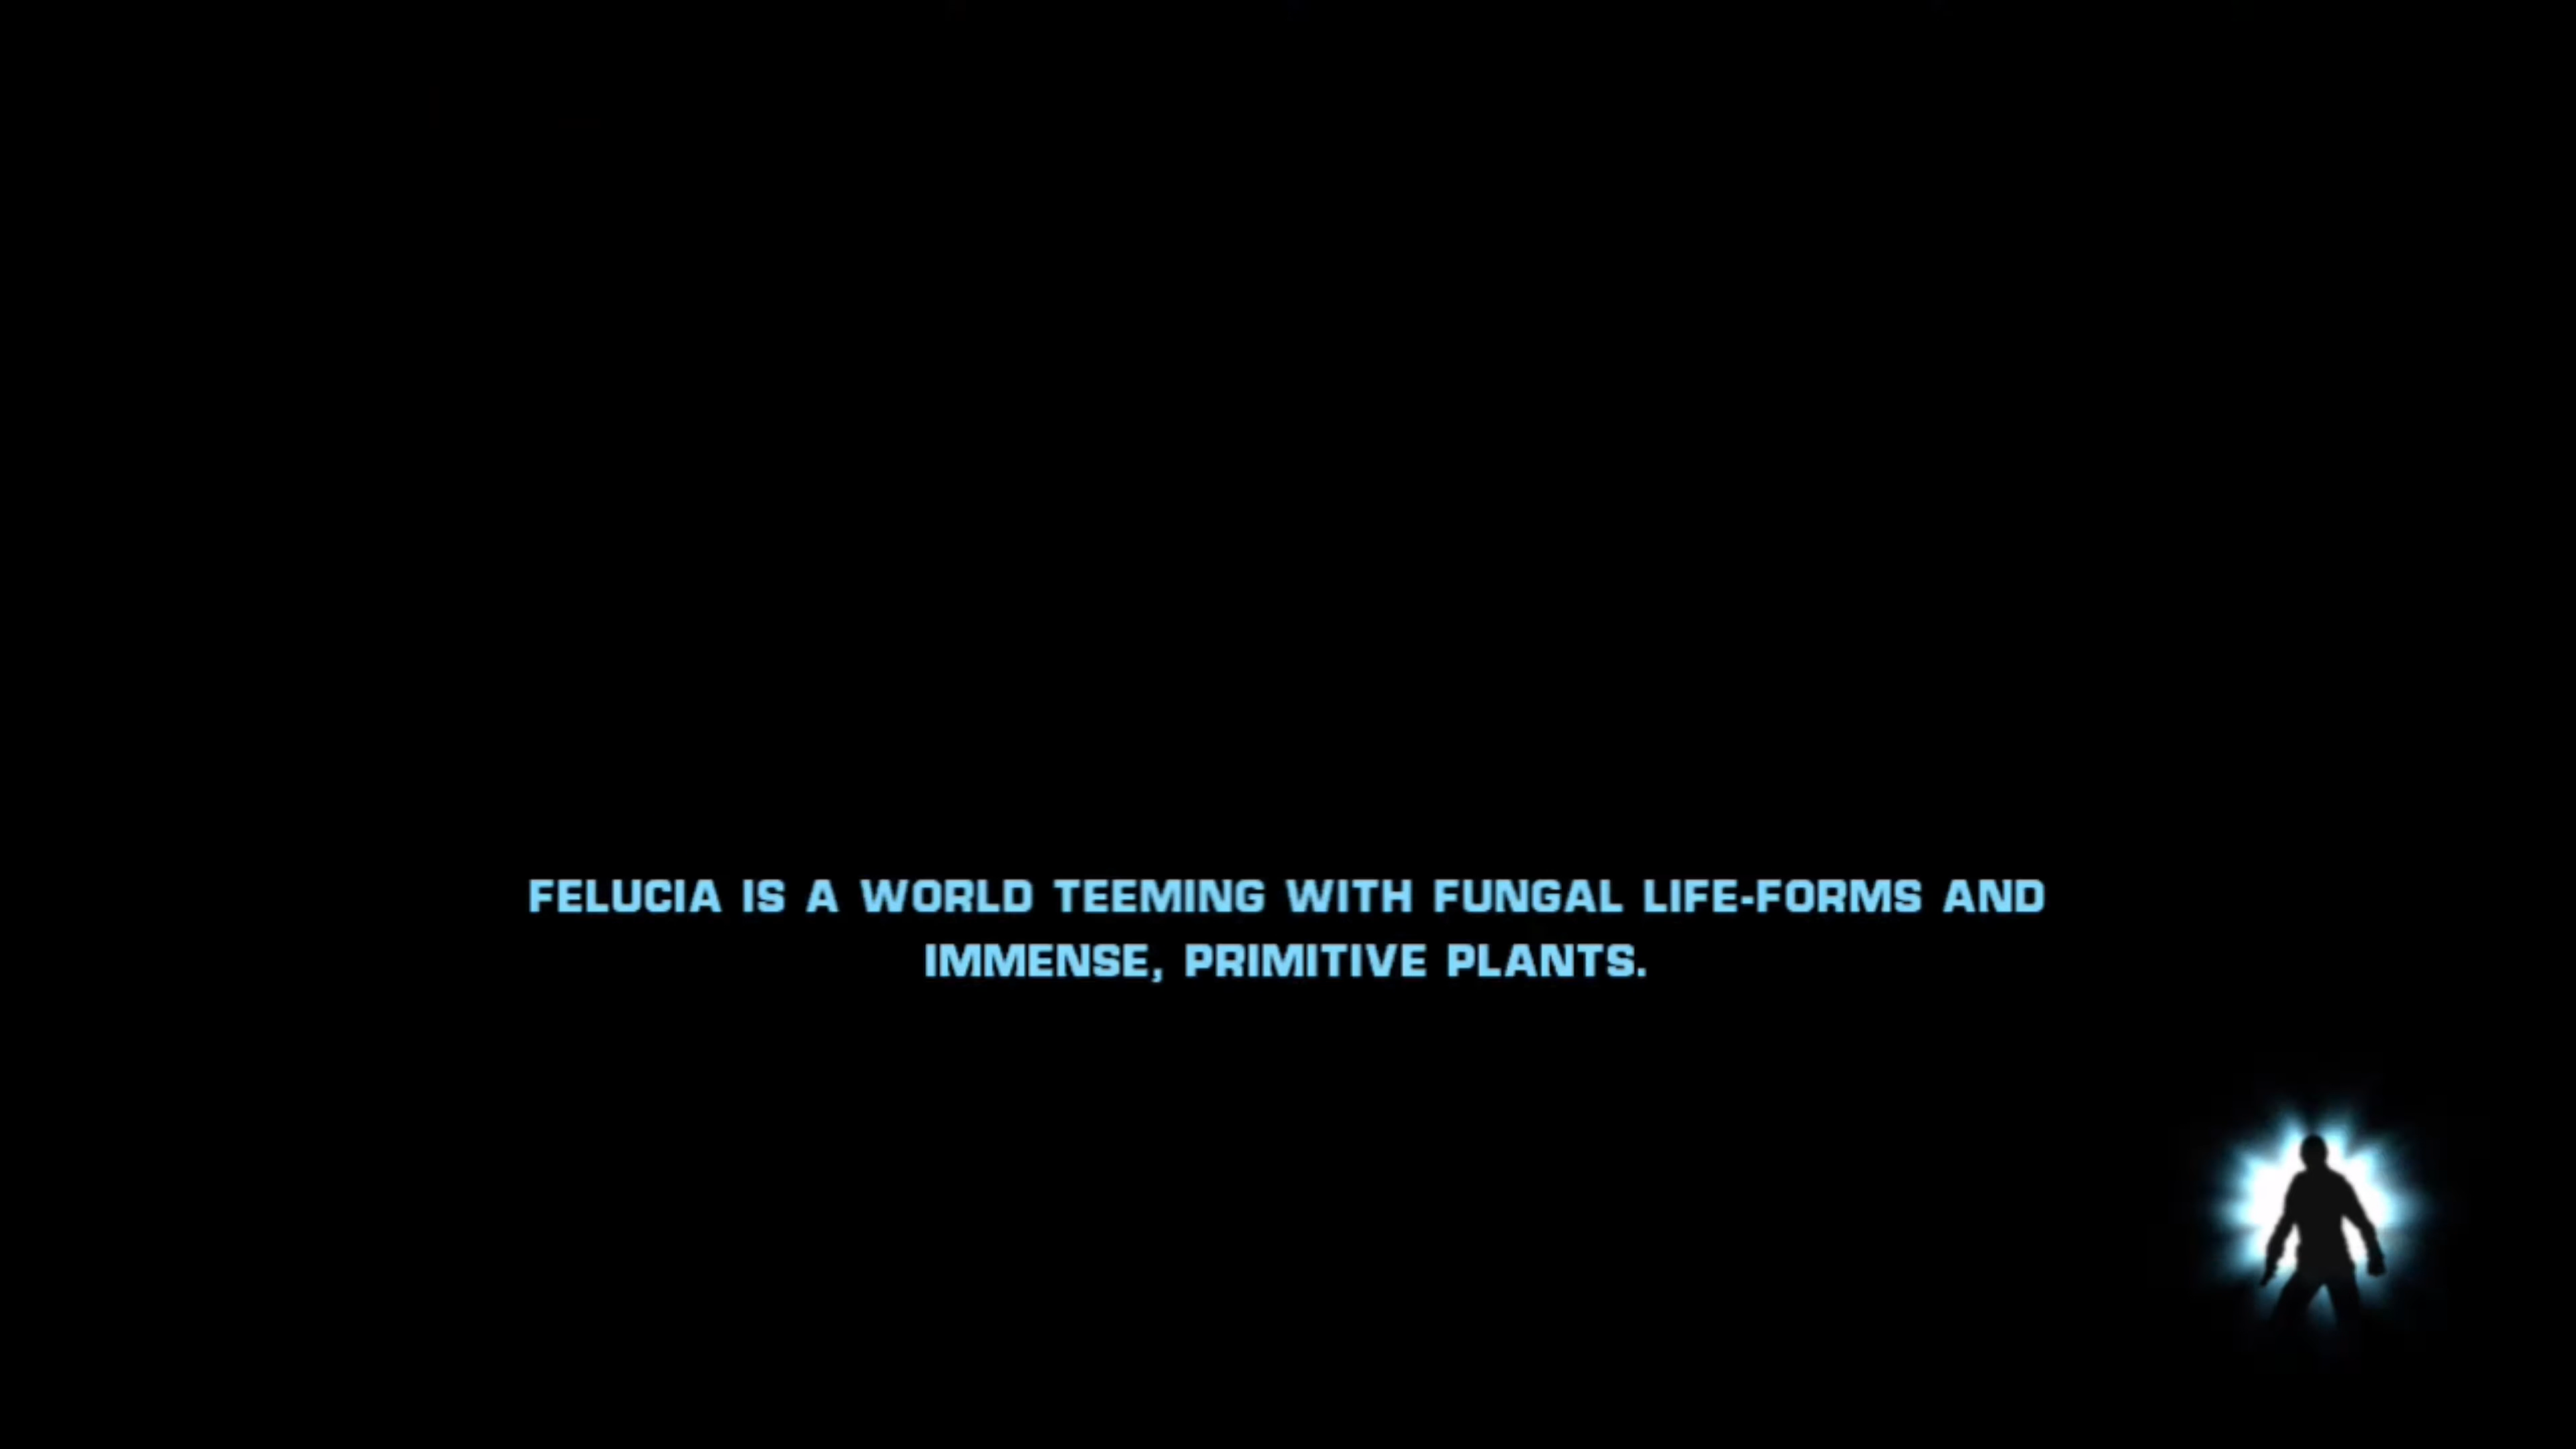 FELUCIA IS A WORLD TEEMING WITH FUNGAL LIFE-FORMS AND
IMMENSE, PRIMITIVE PLANTS.